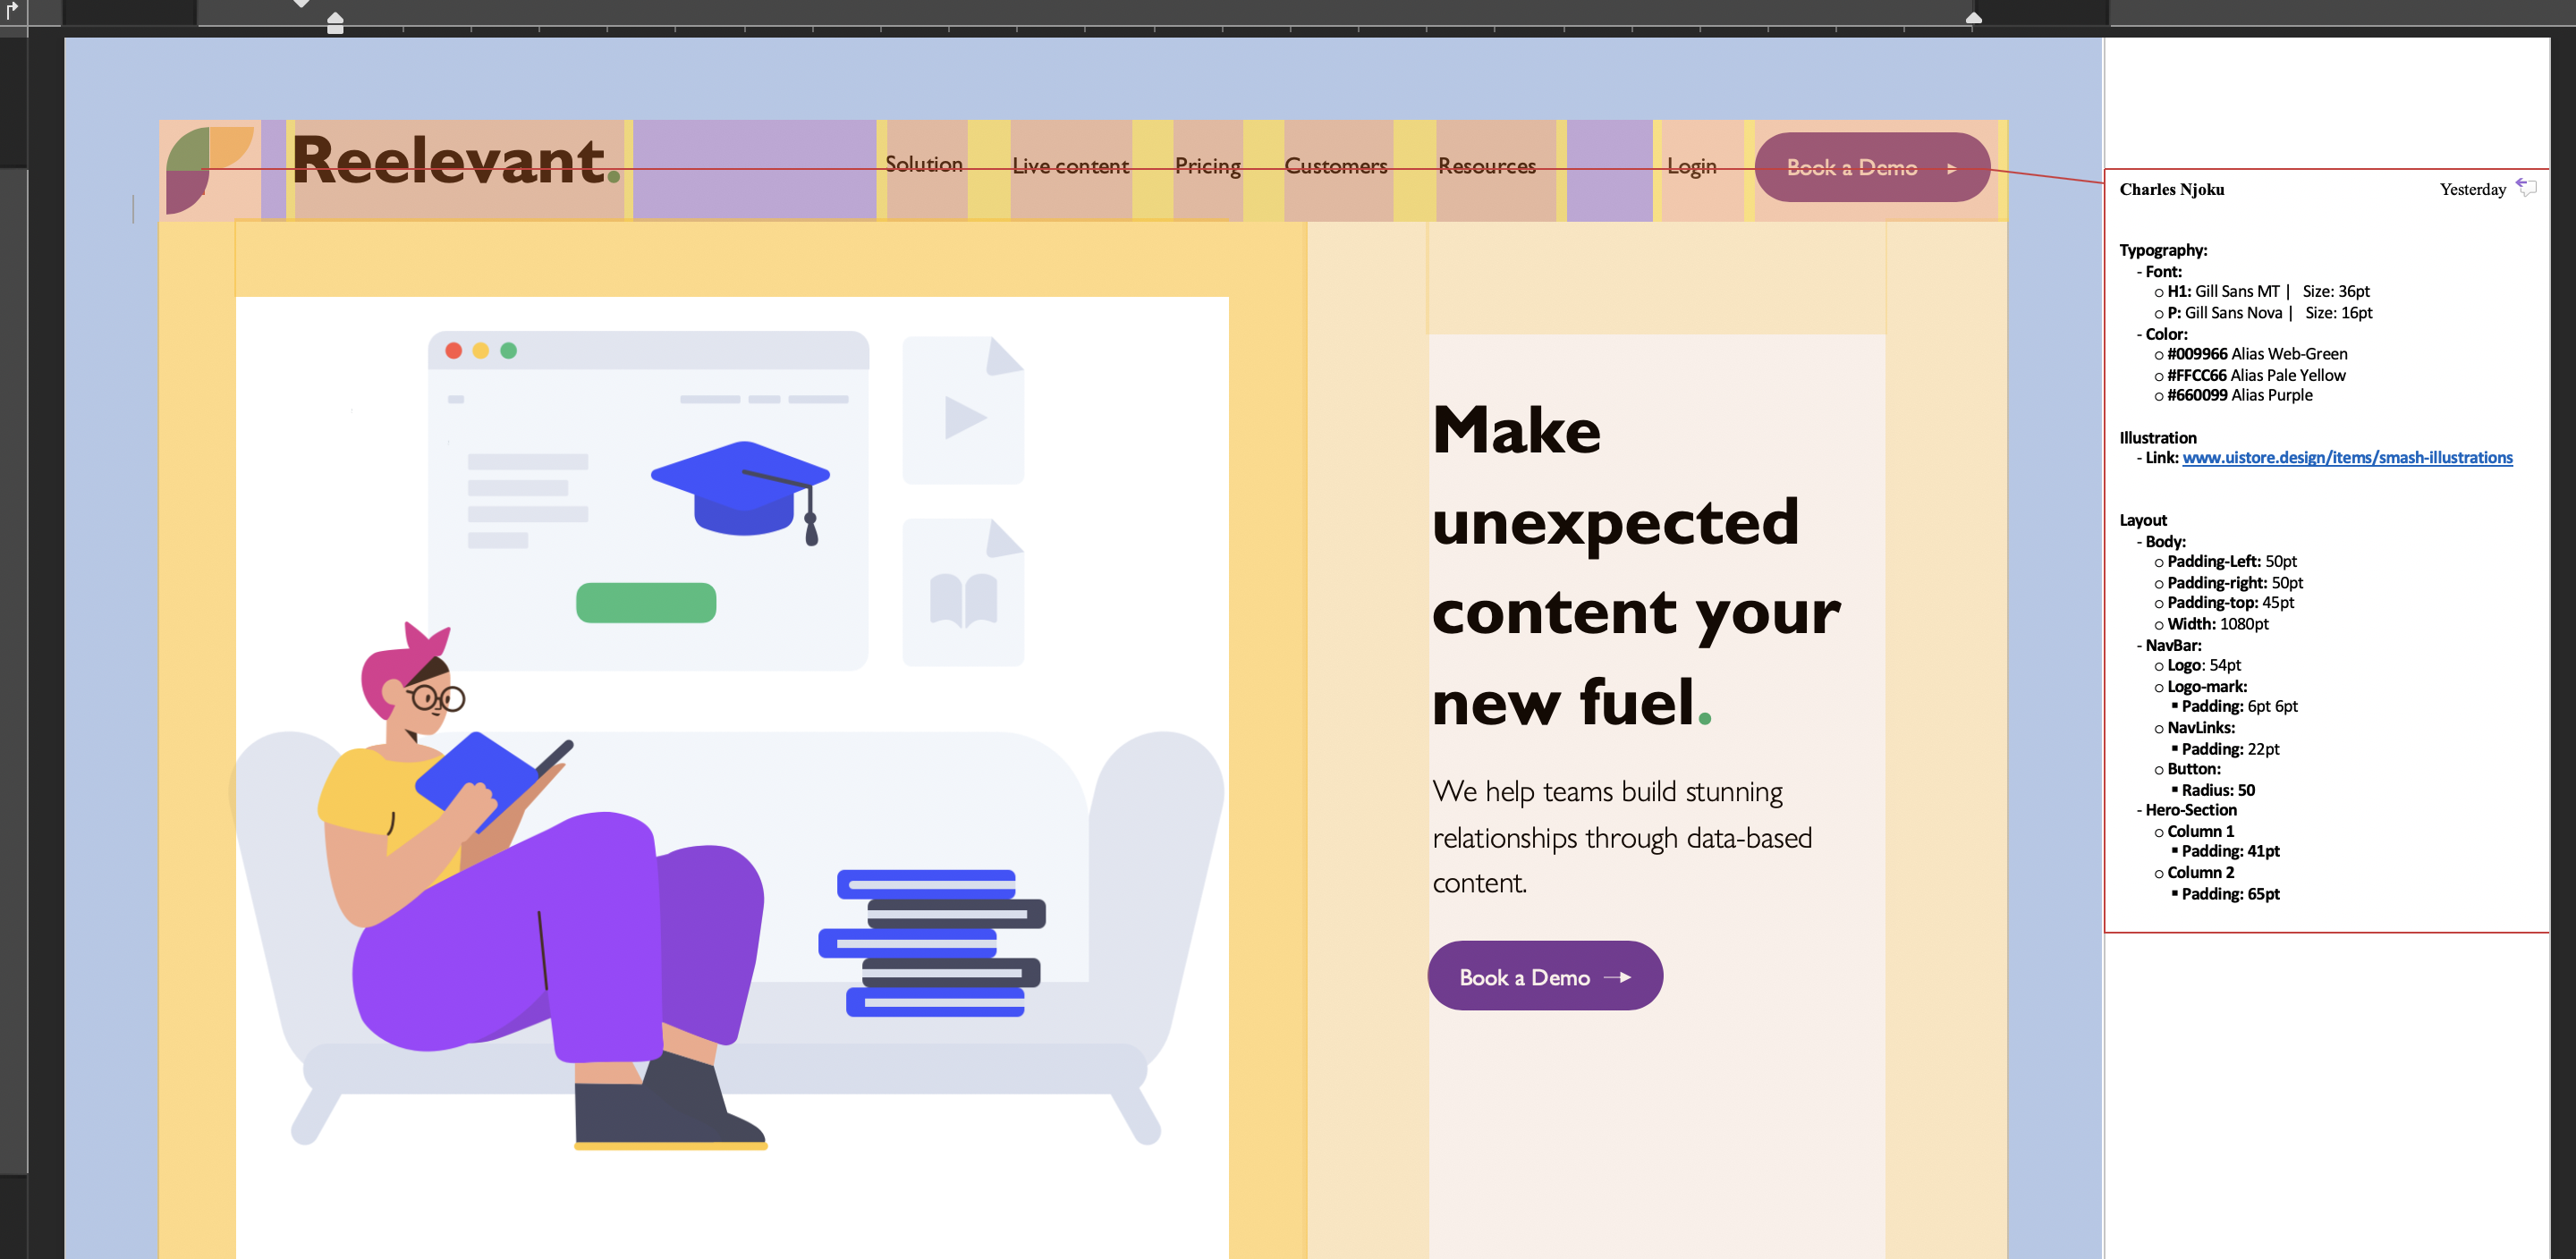 Reelevant.
Solution
Live content
Pricing
Customers
Resources
Login
Book a Demo
Make
unexpected
content your
new fuel.
We help teams build stunning
relationships through data-based
content.
Book a Demo
Charles Njoku Yesterday
Typography:
- Font:
o H1: Gill Sans MT | Size: 36pt
o P: Gill Sans Nova | Size: 16pt
- Color:
o #009966 Alias Web-Green
o #FFCC66 Alias Pale Yellow
o #660099 Alias Purple
Illustration
- Link: www.uistore.design/items/smash-illustrations
Layout
- Body:
o Padding-Left: 50pt
o Padding-right: 50pt
o Padding-top: 45pt
o Width: 1080pt
- NavBar:
o Logo: 54pt
o Logo-mark:
▪ Padding: 6pt 6pt
o NavLinks:
▪ Padding: 22pt
o Button:
▪ Radius: 50
- Hero-Section
o Column 1
▪ Padding: 41pt
o Column 2
▪ Padding: 65pt